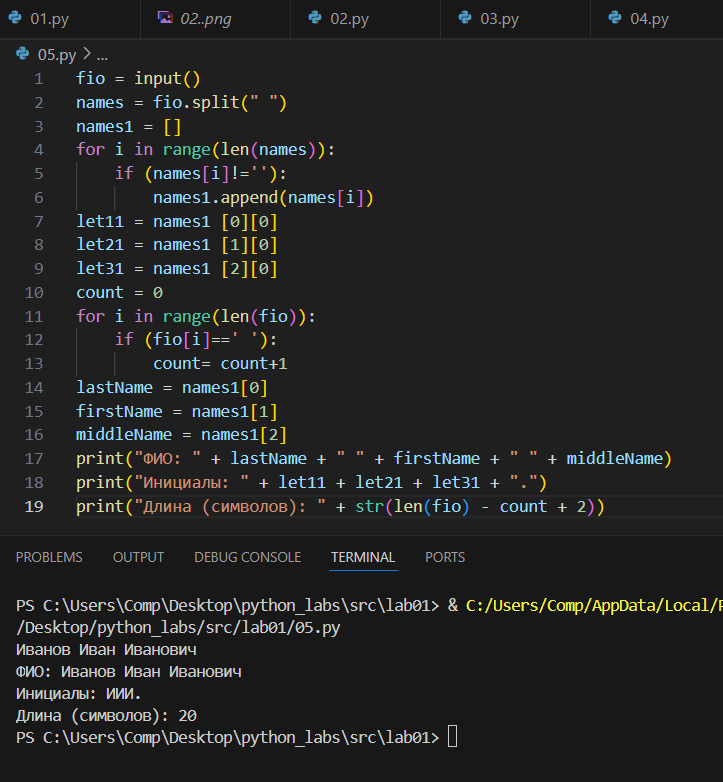 01.py 02..png 02.py 03.py 04.py
05.py > ...
1 fio = input()
2 names = fio.split(" ")
3 names1 = []
4 for i in range(len(names)):
5 if (names[i]!=''):
6 names1.append(names[i])
7 let11 = names1 [0][0]
8 let21 = names1 [1][0]
9 let31 = names1 [2][0]
10 count = 0
11 for i in range(len(fio)):
12 if (fio[i]==' '):
13 count= count+1
14 lastName = names1[0]
15 firstName = names1[1]
16 middleName = names1[2]
17 print("ФИО: " + lastName + " " + firstName + " " + middleName)
18 print("Инициалы: " + let11 + let21 + let31 + ".")
19 print("Длина (символов): " + str(len(fio) - count + 2))
PROBLEMS OUTPUT DEBUG CONSOLE TERMINAL PORTS
PS C:\Users\Comp\Desktop\python_labs\src\lab01> & C:/Users/Comp/AppData/Local/
/Desktop/python_labs/src/lab01/05.py
Иванов Иван Иванович
ФИО: Иванов Иван Иванович
Инициалы: ИИИ.
Длина (символов): 20
PS C:\Users\Comp\Desktop\python_labs\src\lab01>